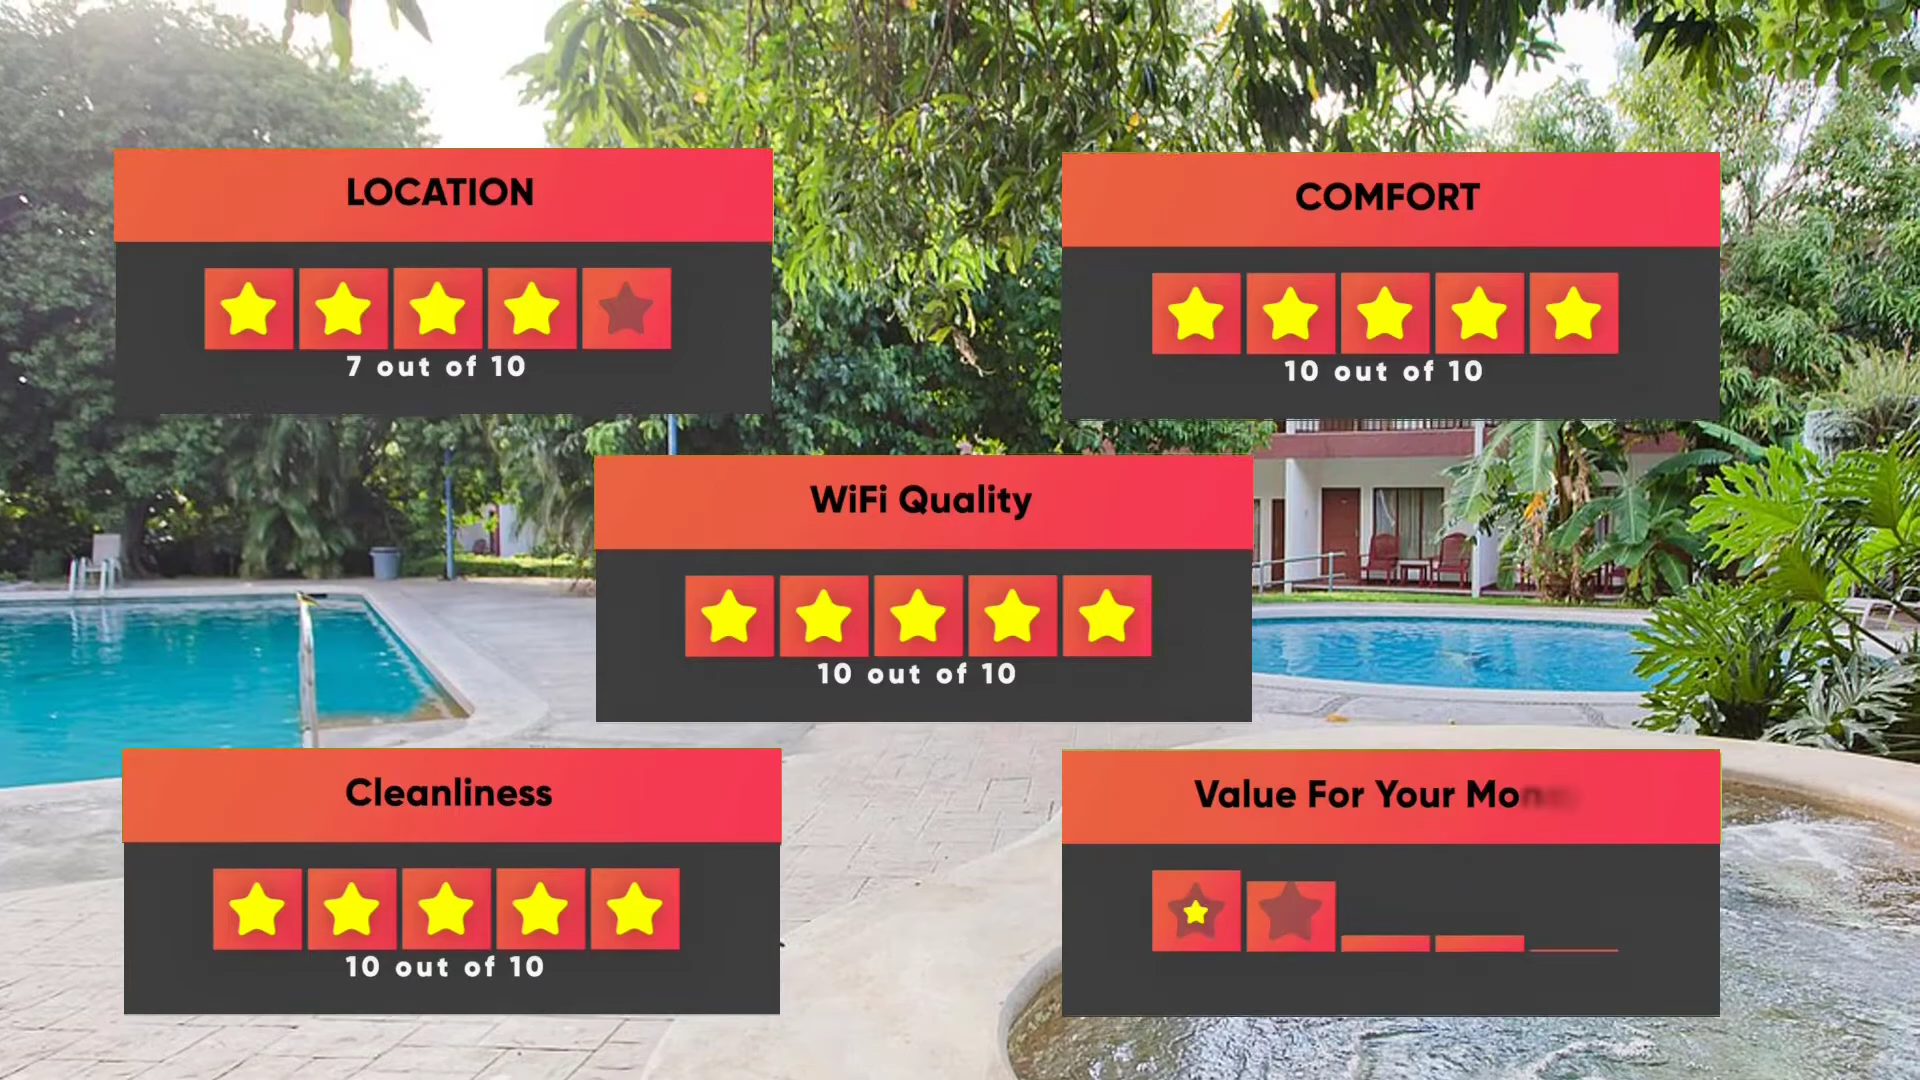 LOCATION
7 out of 10
COMFORT
10 out of 10
WiFi Quality
10 out of 10
Cleanliness
10 out of 10
Value For Your